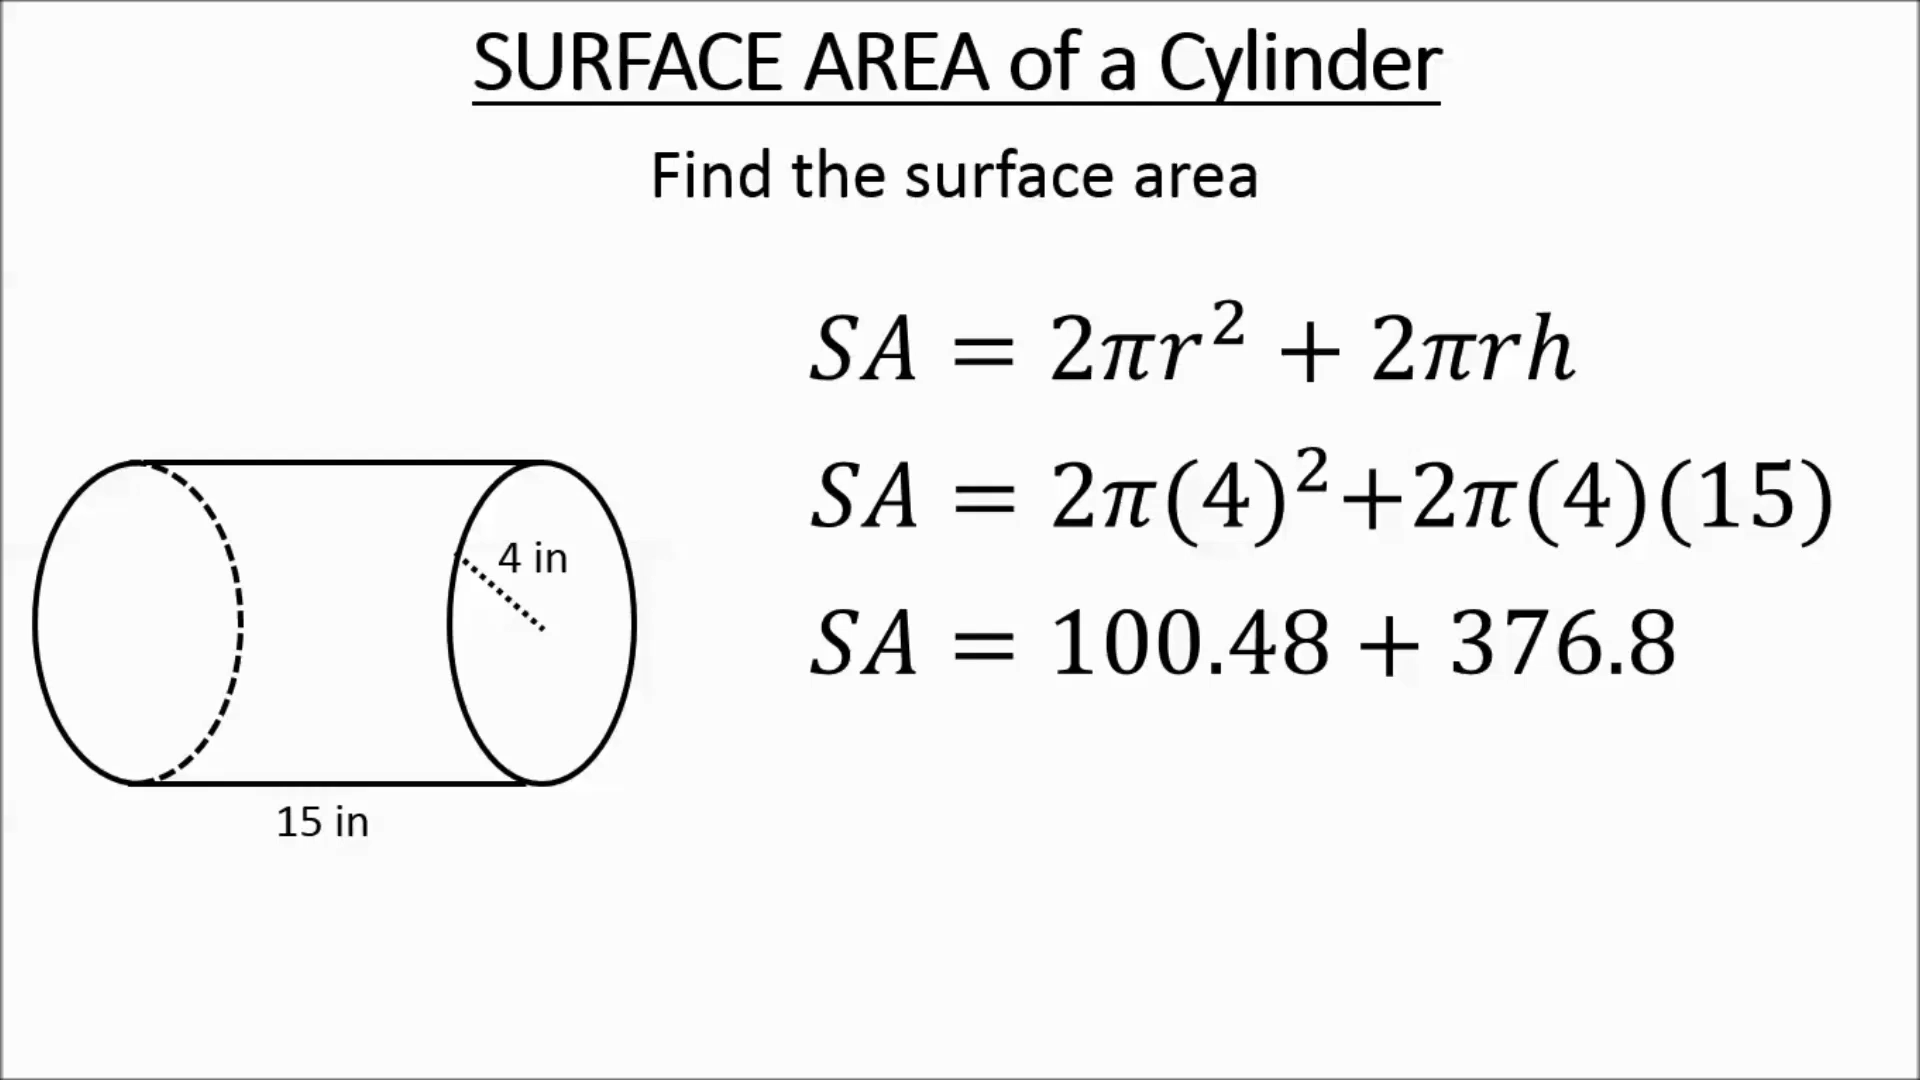 SURFACE AREA of a Cylinder
Find the surface area
SA = 2πr² + 2πrh
SA = 2π(4)²+2π(4)(15)
SA = 100.48 + 376.8
4 in
15 in